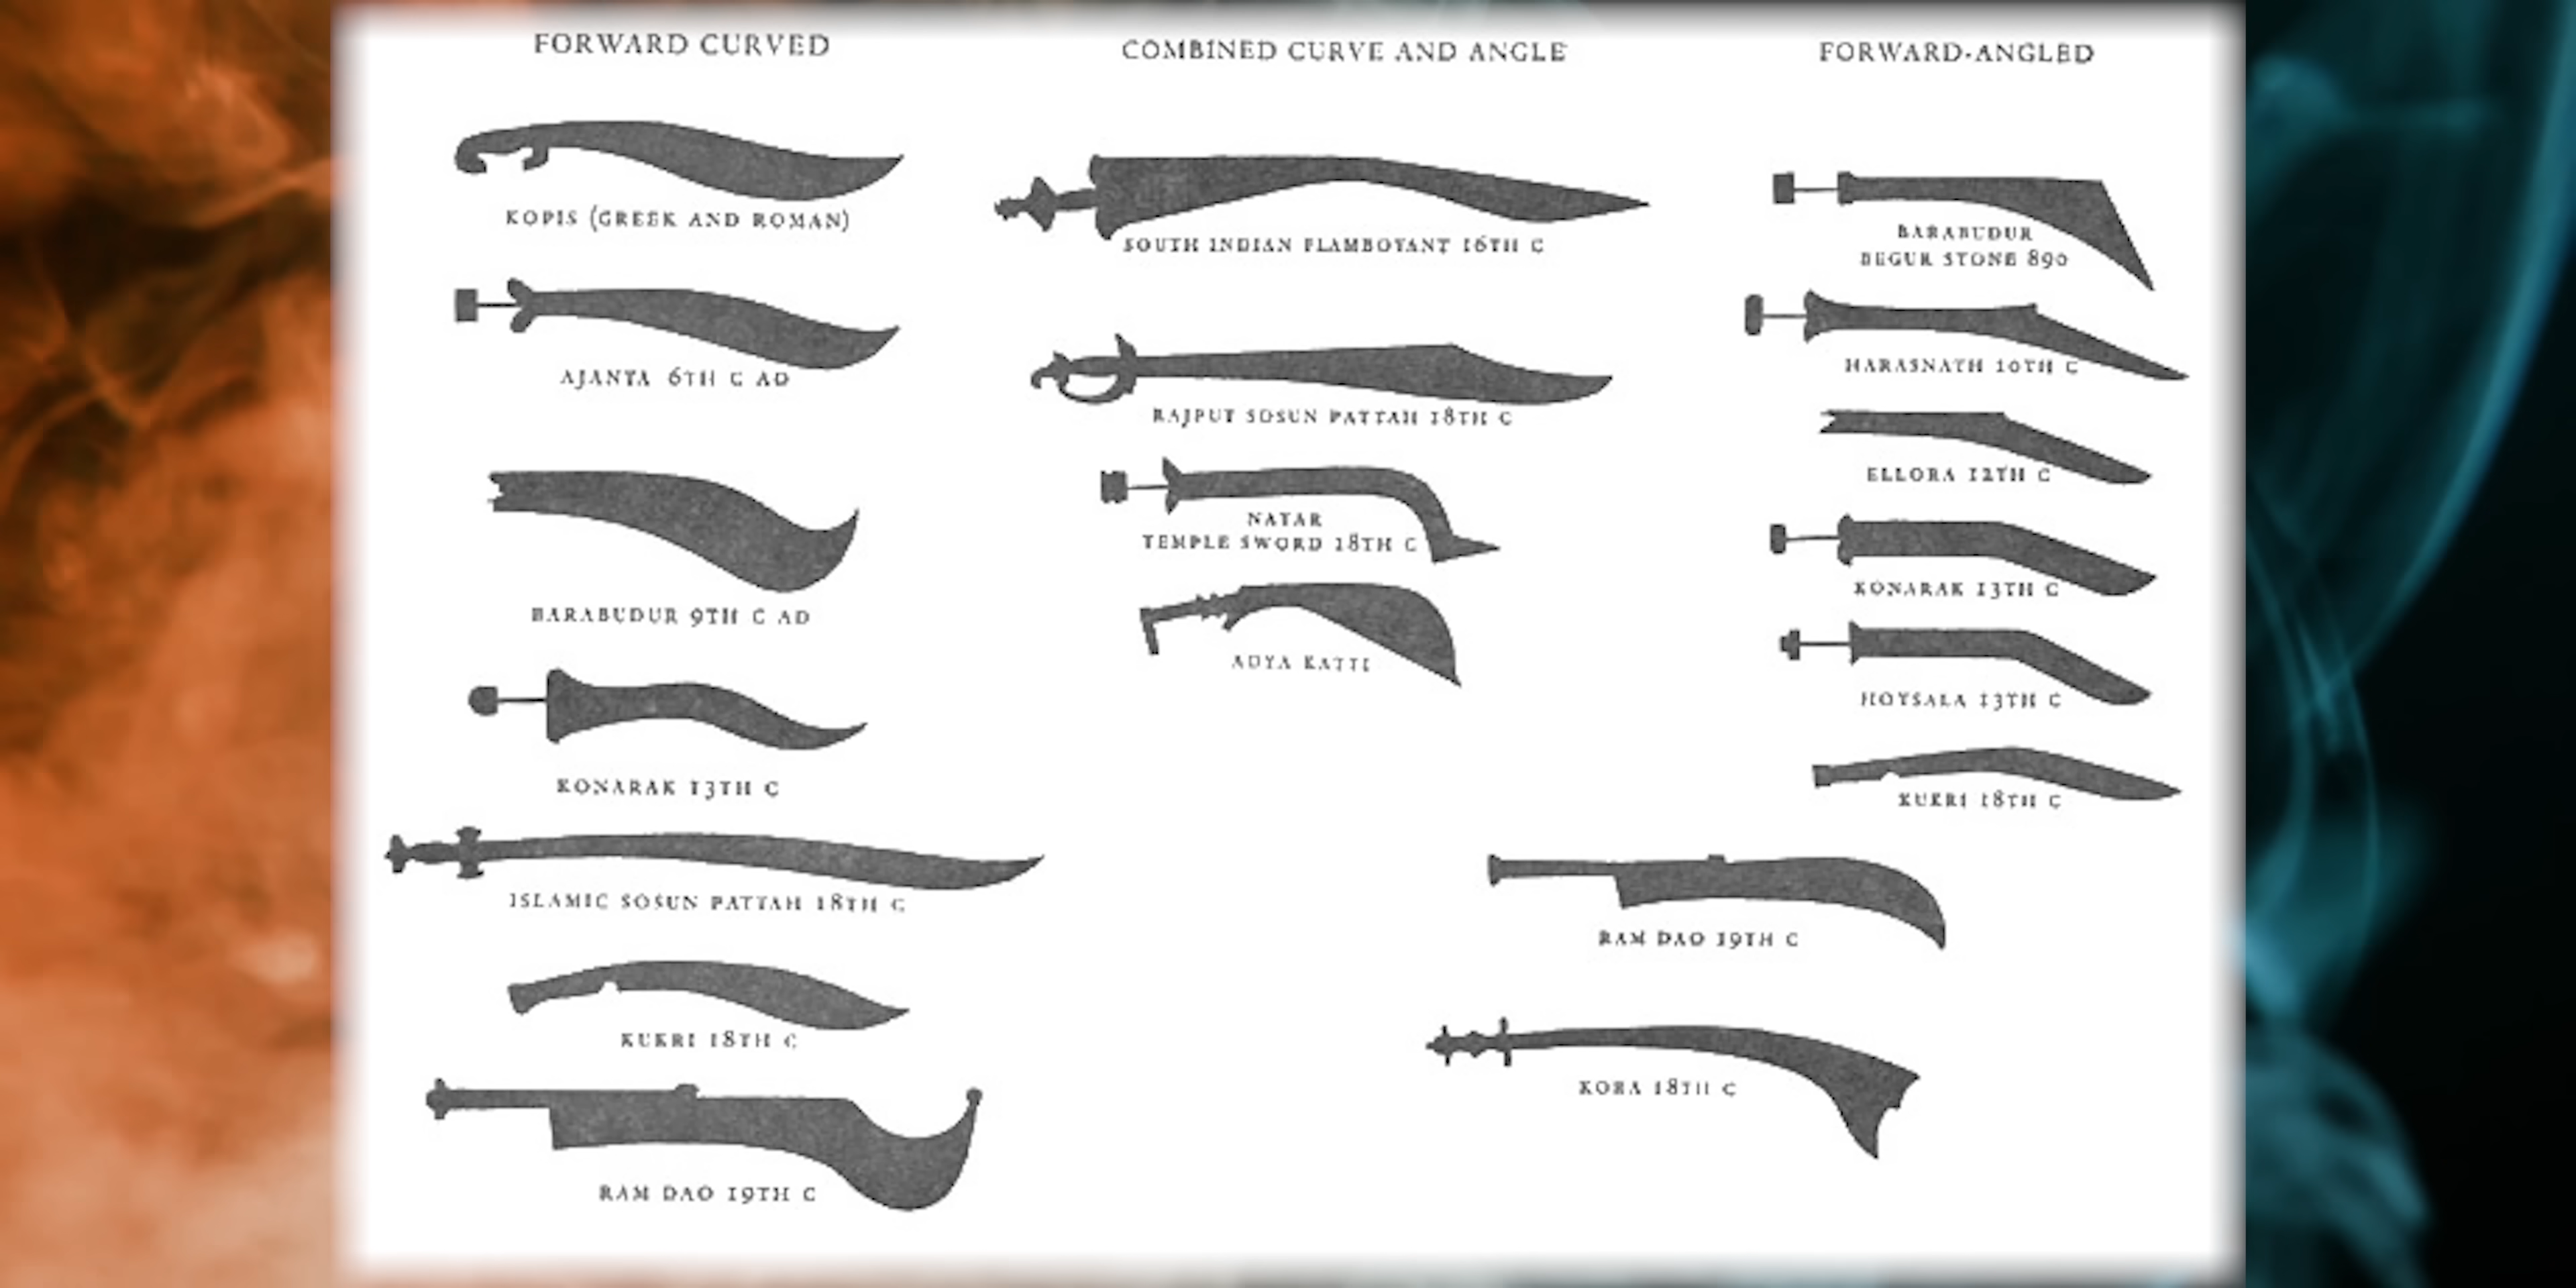 FORWARD CURVED
KOPIS (GREEK AND ROMAN)
AJANTA 6TH C AD
BARABUDUR 9TH C AD
KONARAK 13TH C
ISLAMIC SOSUN PATTAH 18TH C
KUKRI 18TH C
RAM DAO 19TH C
COMBINED CURVE AND ANGLE
SOUTH INDIAN FLAMBOYANT 16TH C
RAJPUT SOSUN PATTAH 18TH C
NAYAR
TEMPLE SWORD 18TH C
ADYA KATTI
FORWARD-ANGLED
BARABUDUR
BEGUR STONE 890
HARASNATH 10TH C
ELLORA 12TH C
KONARAK 13TH C
HOYSALA 13TH C
KUKRI 18TH C
RAM DAO 19TH C
KORA 18TH C